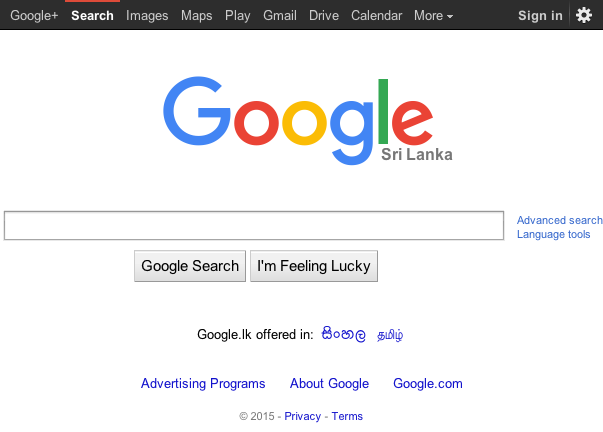 Google+ Search Images Maps Play Gmail Drive Calendar More Sign in
Google
Sri Lanka
Advanced search
Language tools
Google Search I'm Feeling Lucky
Google.lk offered in: සිංහල தமிழ்
Advertising Programs About Google Google.com
© 2015 - Privacy - Terms